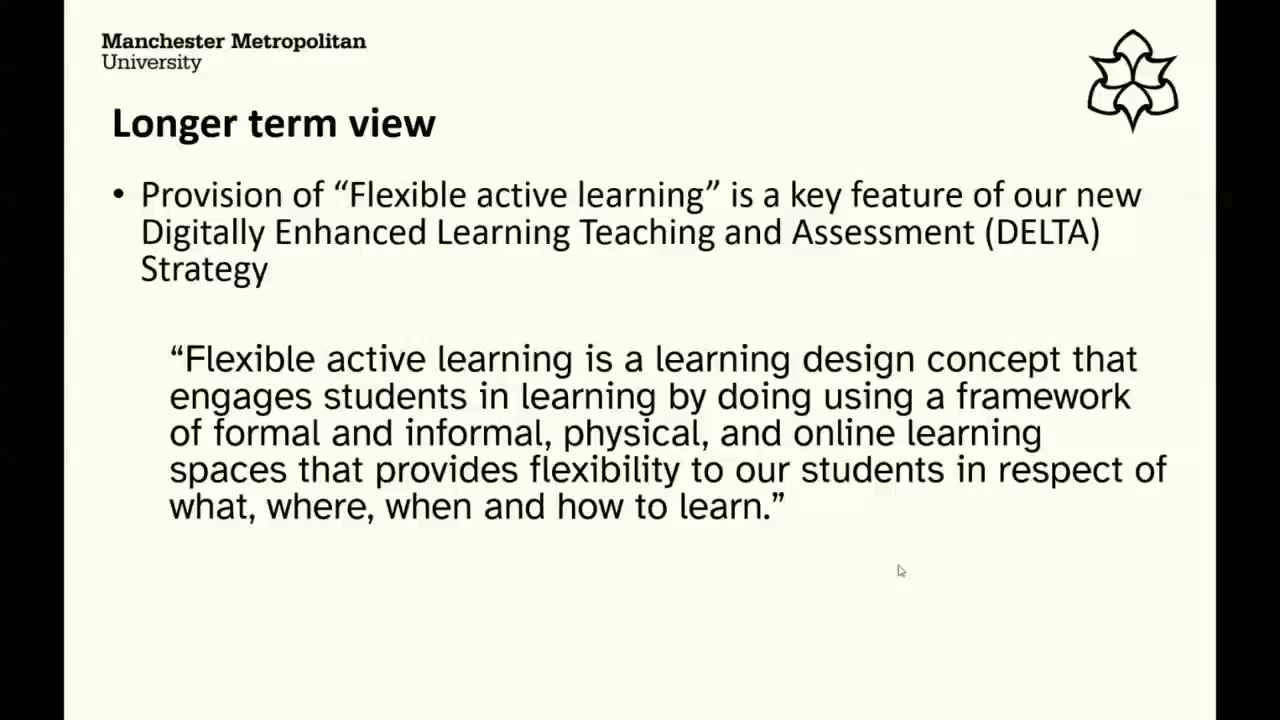 Manchester Metropolitan
University
Longer term view
• Provision of “Flexible active learning” is a key feature of our new
Digitally Enhanced Learning Teaching and Assessment (DELTA)
Strategy
“Flexible active learning is a learning design concept that
engages students in learning by doing using a framework
of formal and informal, physical, and online learning
spaces that provides flexibility to our students in respect of
what, where, when and how to learn.”